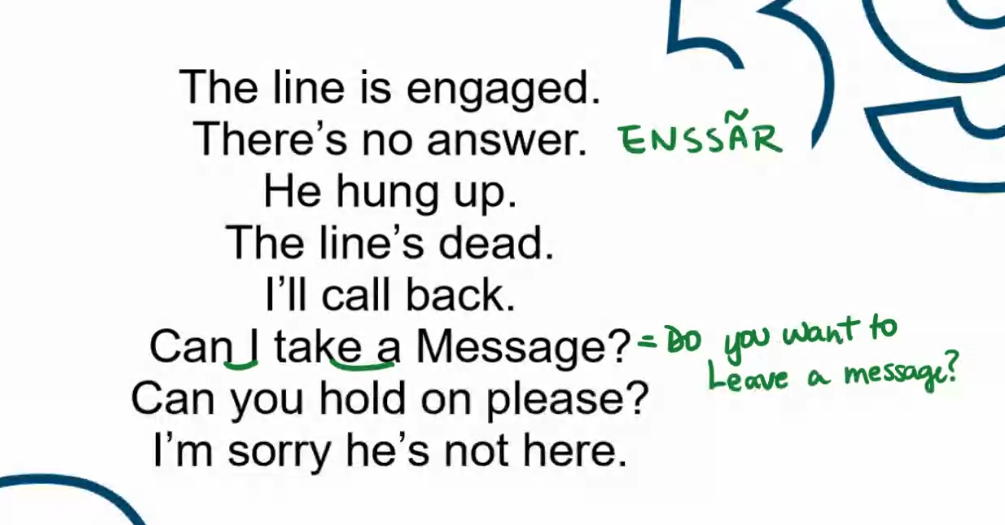 The line is engaged.
There's no answer. ENSSÃR
He hung up.
The line's dead.
I'll call back.
Can I take a Message? = Do you want to
Leave a message?
Can you hold on please?
I'm sorry he's not here.